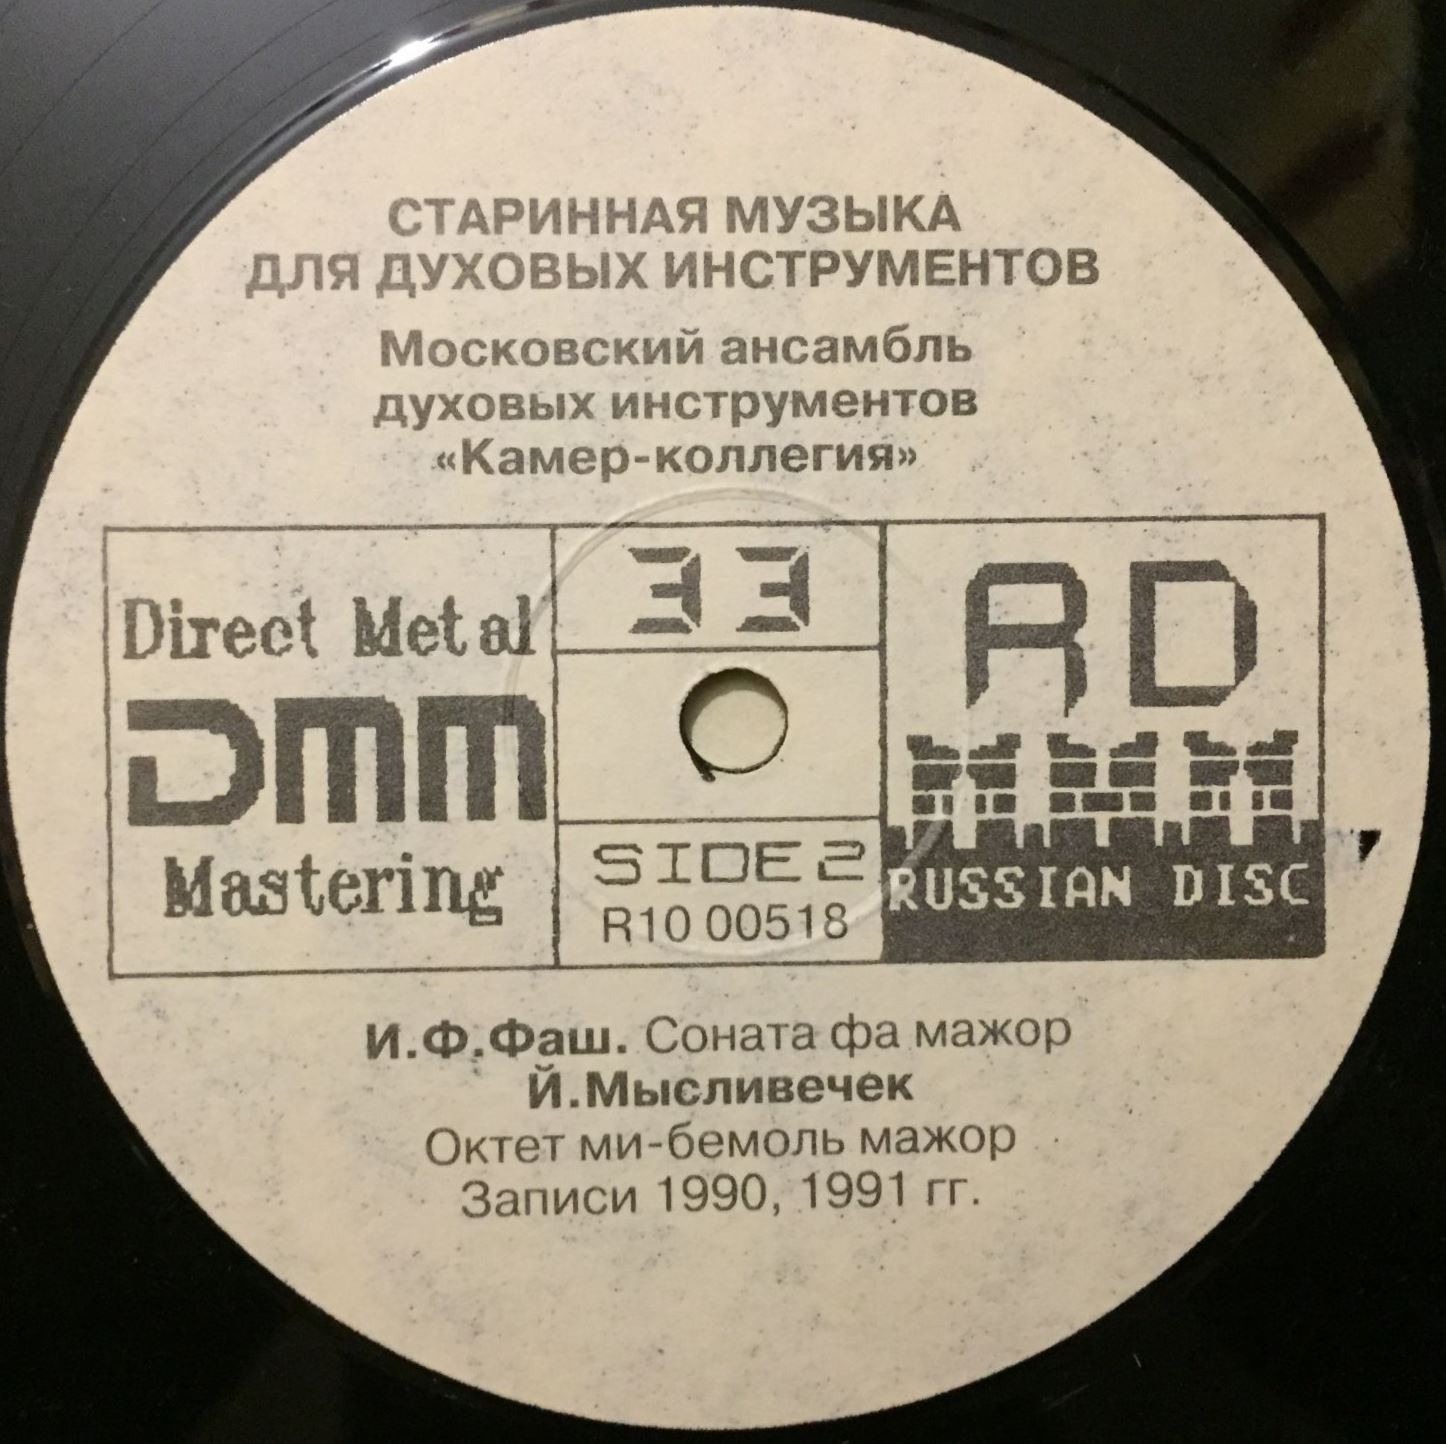 СТАРИННАЯ МУЗЫКА
ДЛЯ ДУХОВЫХ ИНСТРУМЕНТОВ
Московский ансамбль
духовых инструментов
«Камер-коллегия»
Direct Metal
DMM
Mastering
33
SIDE 2
R10 00518
RD
RUSSIAN DISC
И.Ф.Фаш. Соната фа мажор
Й.Мысливечек
Октет ми-бемоль мажор
Записи 1990, 1991 гг.